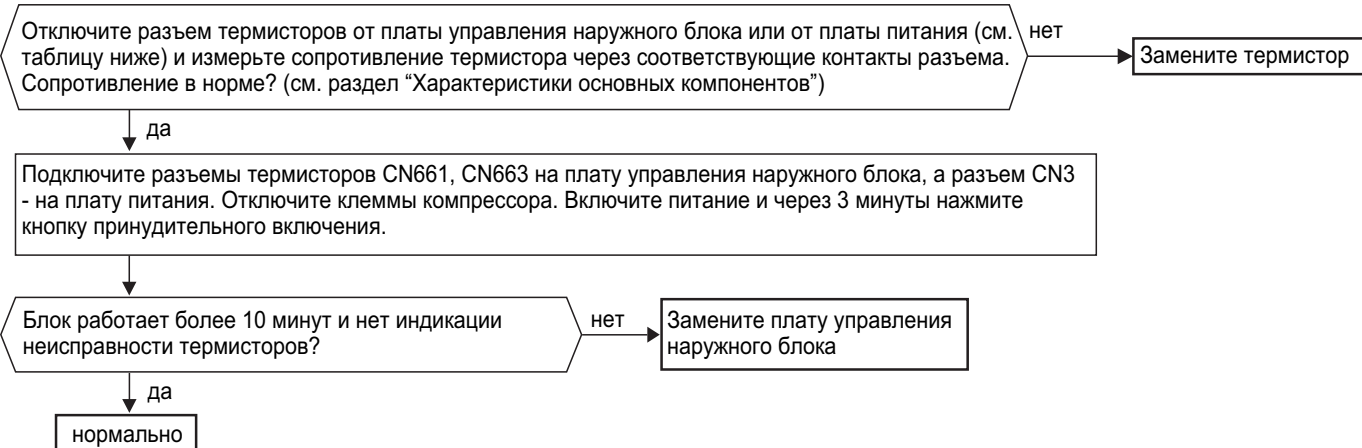 Отключите разъем термисторов от платы управления наружного блока или от платы питания (см.
таблицу ниже) и измерьте сопротивление термистора через соответствующие контакты разъема.
Сопротивление в норме? (см. раздел “Характеристики основных компонентов”)
нет
Замените термистор
да
Подключите разъемы термисторов CN661, CN663 на плату управления наружного блока, а разъем CN3
- на плату питания. Отключите клеммы компрессора. Включите питание и через 3 минуты нажмите
кнопку принудительного включения.
Блок работает более 10 минут и нет индикации
неисправности термисторов?
нет
Замените плату управления
наружного блока
да
нормально